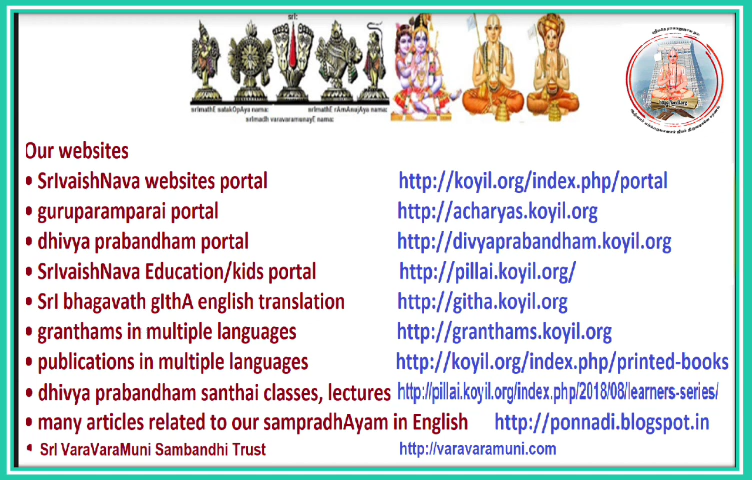 srI:
srImathE satakOpAya nama: srImathE rAmAnujAya nama:
srImadh varavaramunayE nama:
Our websites
• SrIvaishNava websites portal http://koyil.org/index.php/portal
• guruparamparai portal http://acharyas.koyil.org
• dhivya prabandham portal http://divyaprabandham.koyil.org
• SrIvaishNava Education/kids portal http://pillai.koyil.org/
• SrI bhagavath gIthA english translation http://githa.koyil.org
• granthams in multiple languages http://granthams.koyil.org
• publications in multiple languages http://koyil.org/index.php/printed-books
• dhivya prabandham santhai classes, lectures http://pillai.koyil.org/index.php/2018/08/learners-series/
• many articles related to our sampradhAyam in English http://ponnadi.blogspot.in
• SrI VaraVaraMuni Sambandhi Trust http://varavaramuni.com